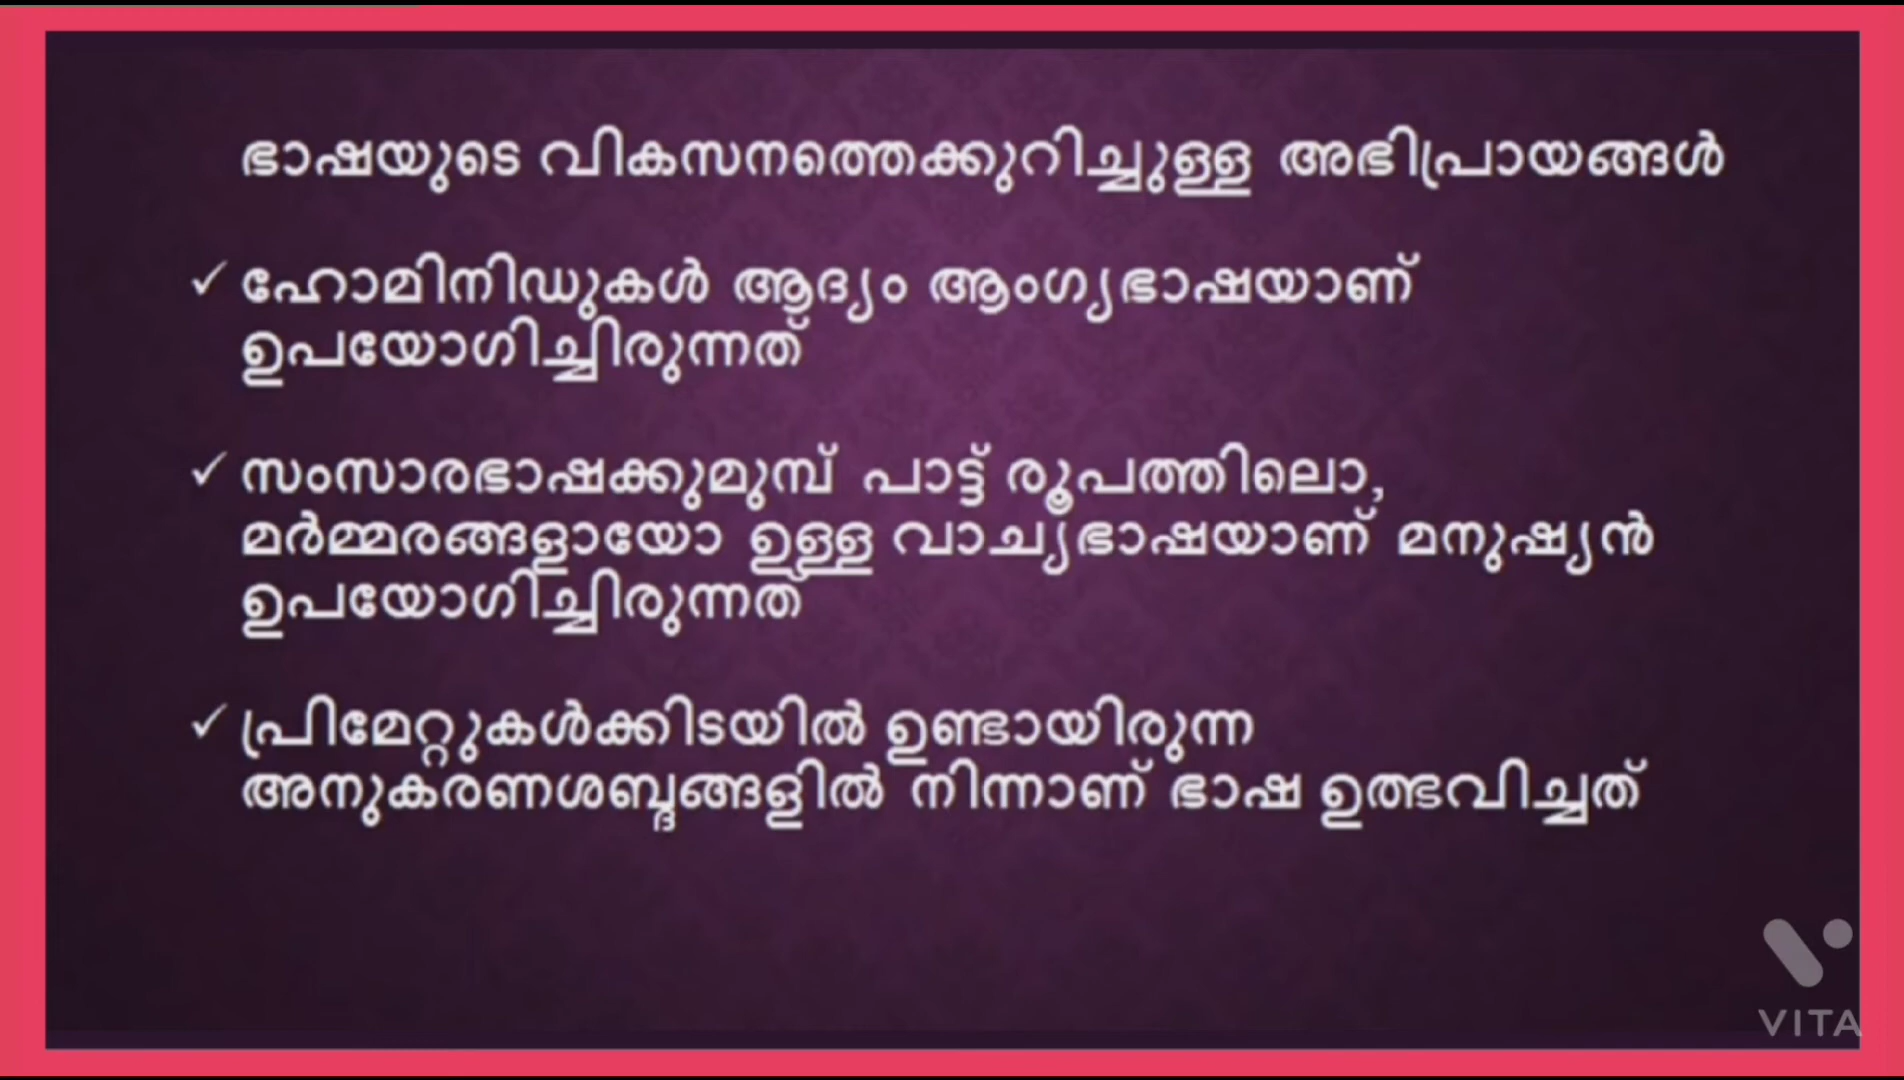 ഭാഷയുടെ വികസനത്തെക്കുറിച്ചുള്ള അഭിപ്രായങ്ങൾ
✓ ഹോമിനിഡുകൾ ആദ്യം ആംഗ്യഭാഷയാണ്
ഉപയോഗിച്ചിരുന്നത്
✓ സംസാരഭാഷക്കുമുമ്പ് പാട്ട് രൂപത്തിലൊ,
മർമ്മരങ്ങളായോ ഉള്ള വാച്യഭാഷയാണ് മനുഷ്യൻ
ഉപയോഗിച്ചിരുന്നത്
✓ പ്രിമേറ്റുകൾക്കിടയിൽ ഉണ്ടായിരുന്ന
അനുകരണശബ്ദങ്ങളിൽ നിന്നാണ് ഭാഷ ഉത്ഭവിച്ചത്
VITA